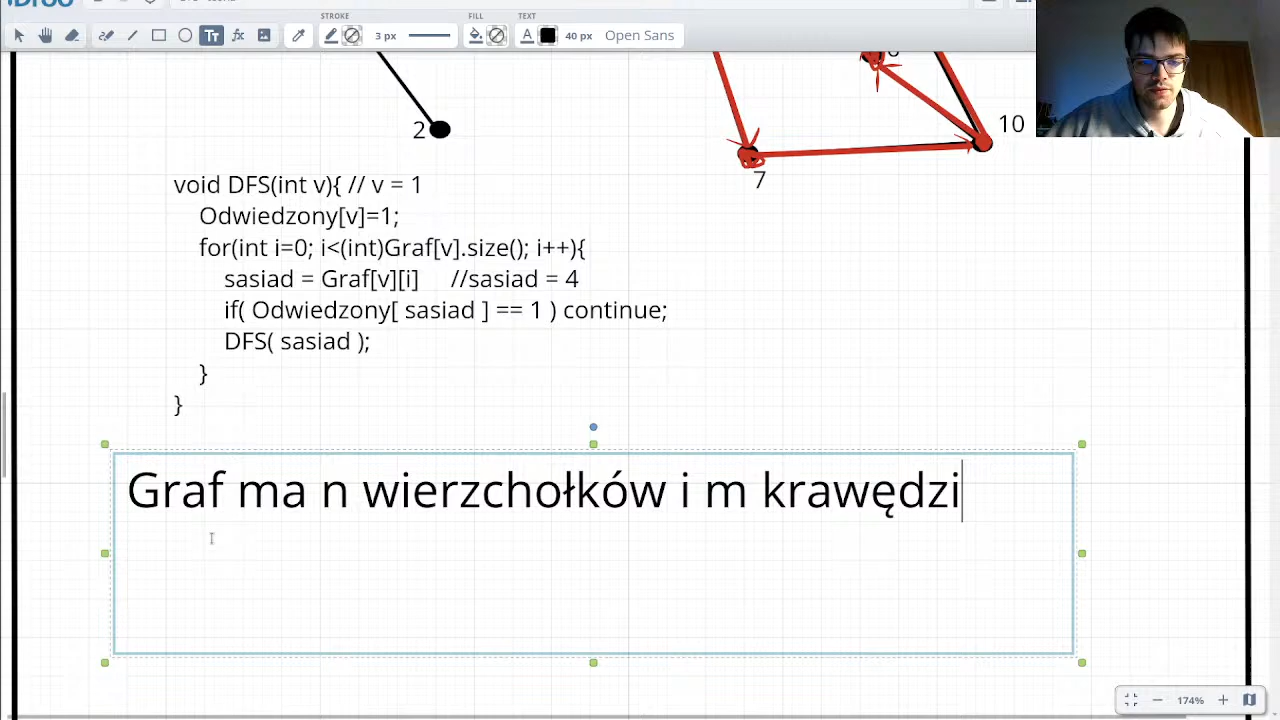 STROKE
FILL
TEXT
3 px
40 px
Open Sans
2
10
7
void DFS(int v){ // v = 1
Odwiedzony[v]=1;
for(int i=0; i<(int)Graf[v].size(); i++){
sasiad = Graf[v][i] //sasiad = 4
if( Odwiedzony[ sasiad ] == 1 ) continue;
DFS( sasiad );
}
}
Graf ma n wierzchołków i m krawędzi
174%